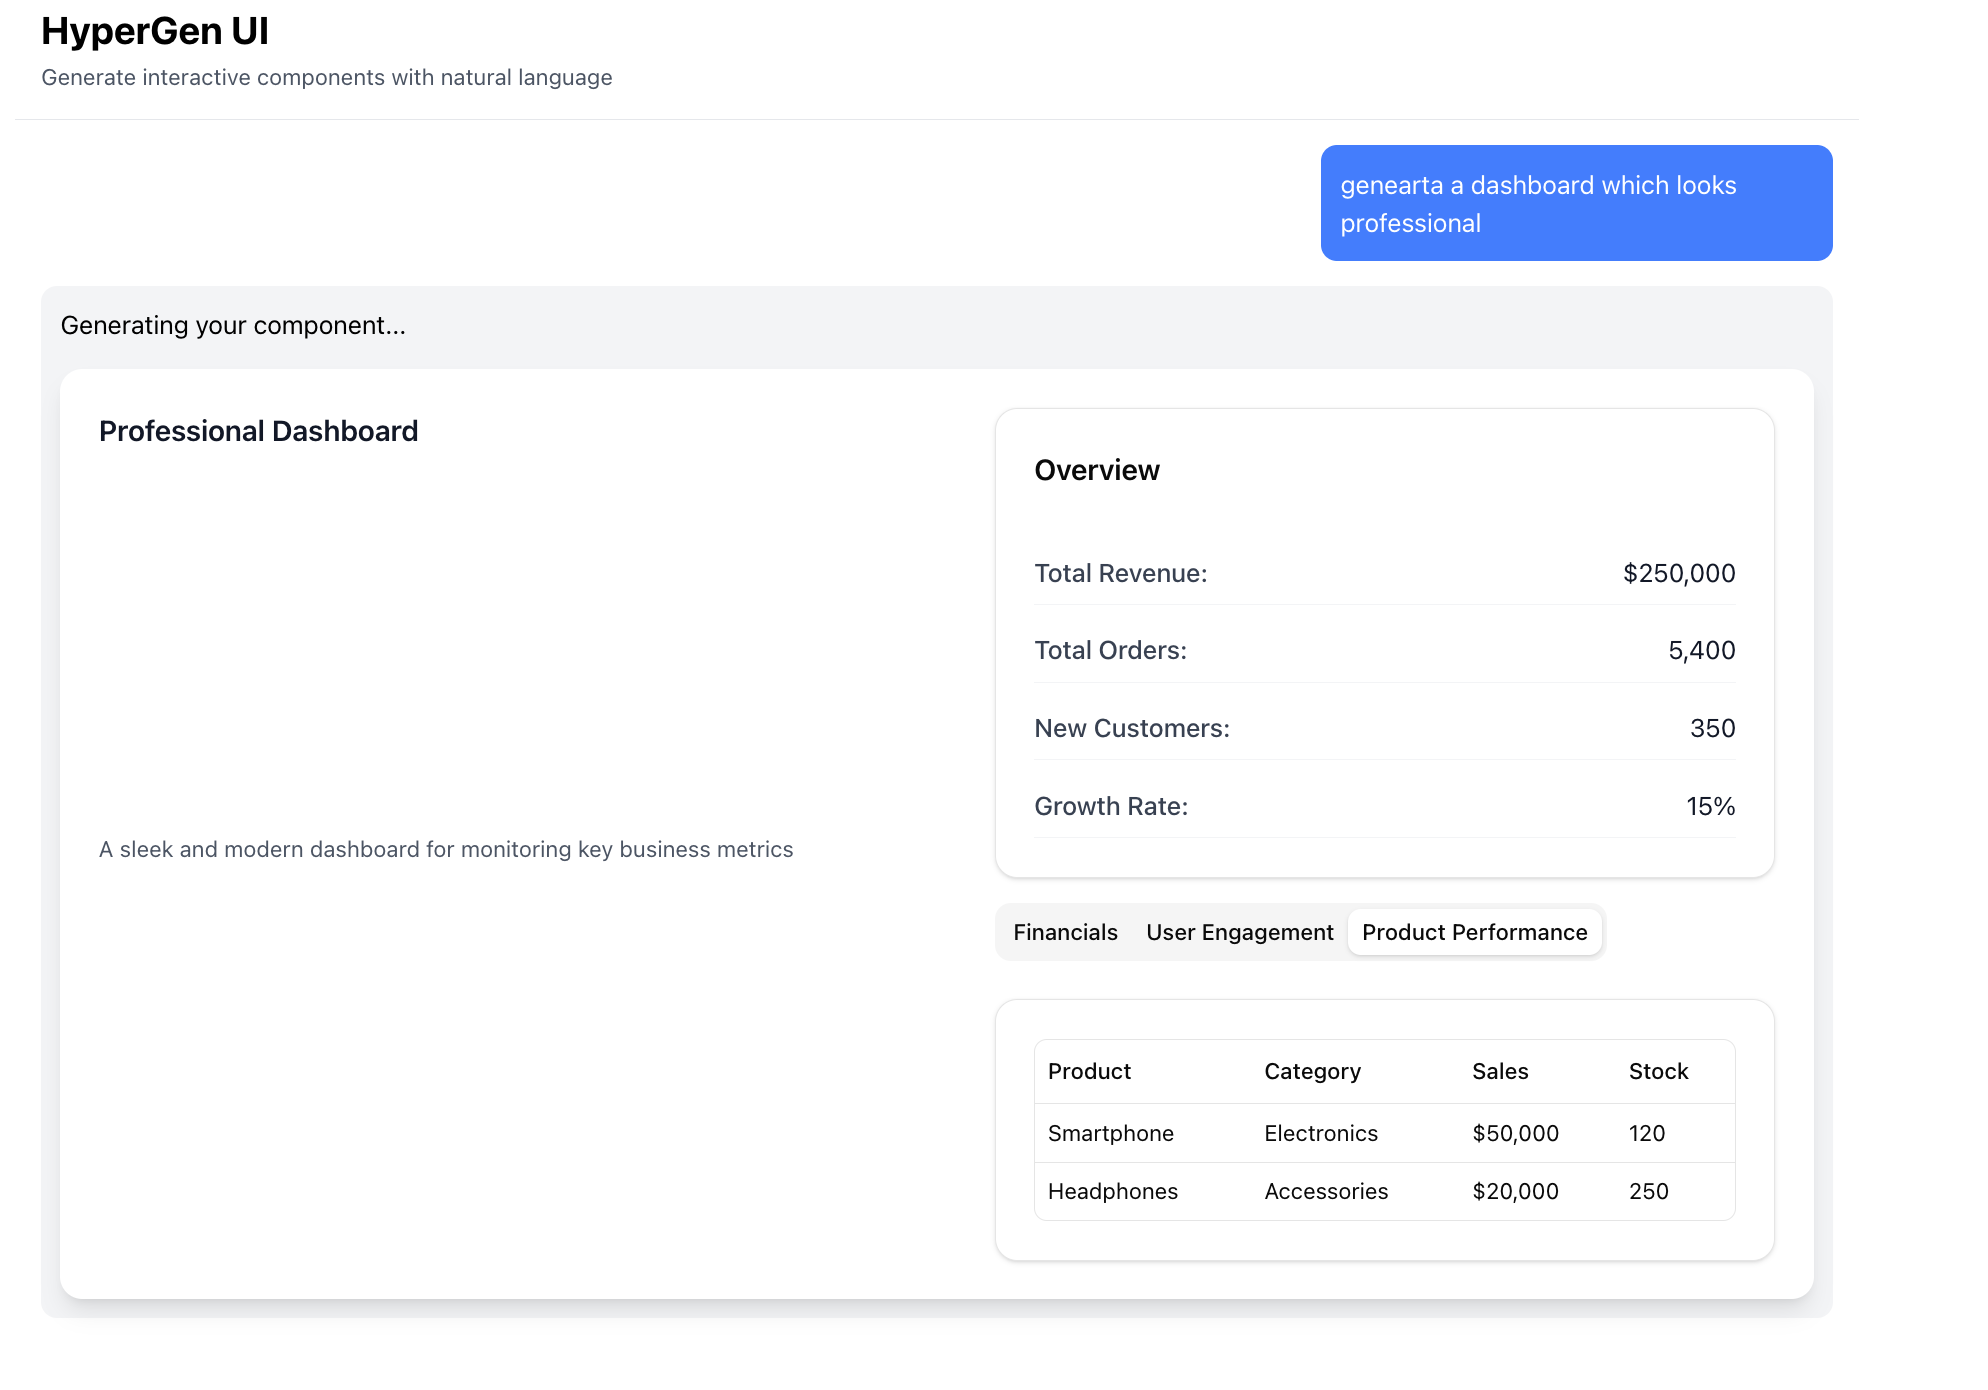 HyperGen UI
Generate interactive components with natural language
genearta a dashboard which looks
professional
Generating your component...
Professional Dashboard
A sleek and modern dashboard for monitoring key business metrics
Overview
Total Revenue: $250,000
Total Orders: 5,400
New Customers: 350
Growth Rate: 15%
Financials User Engagement Product Performance
Product Category Sales Stock
Smartphone Electronics $50,000 120
Headphones Accessories $20,000 250